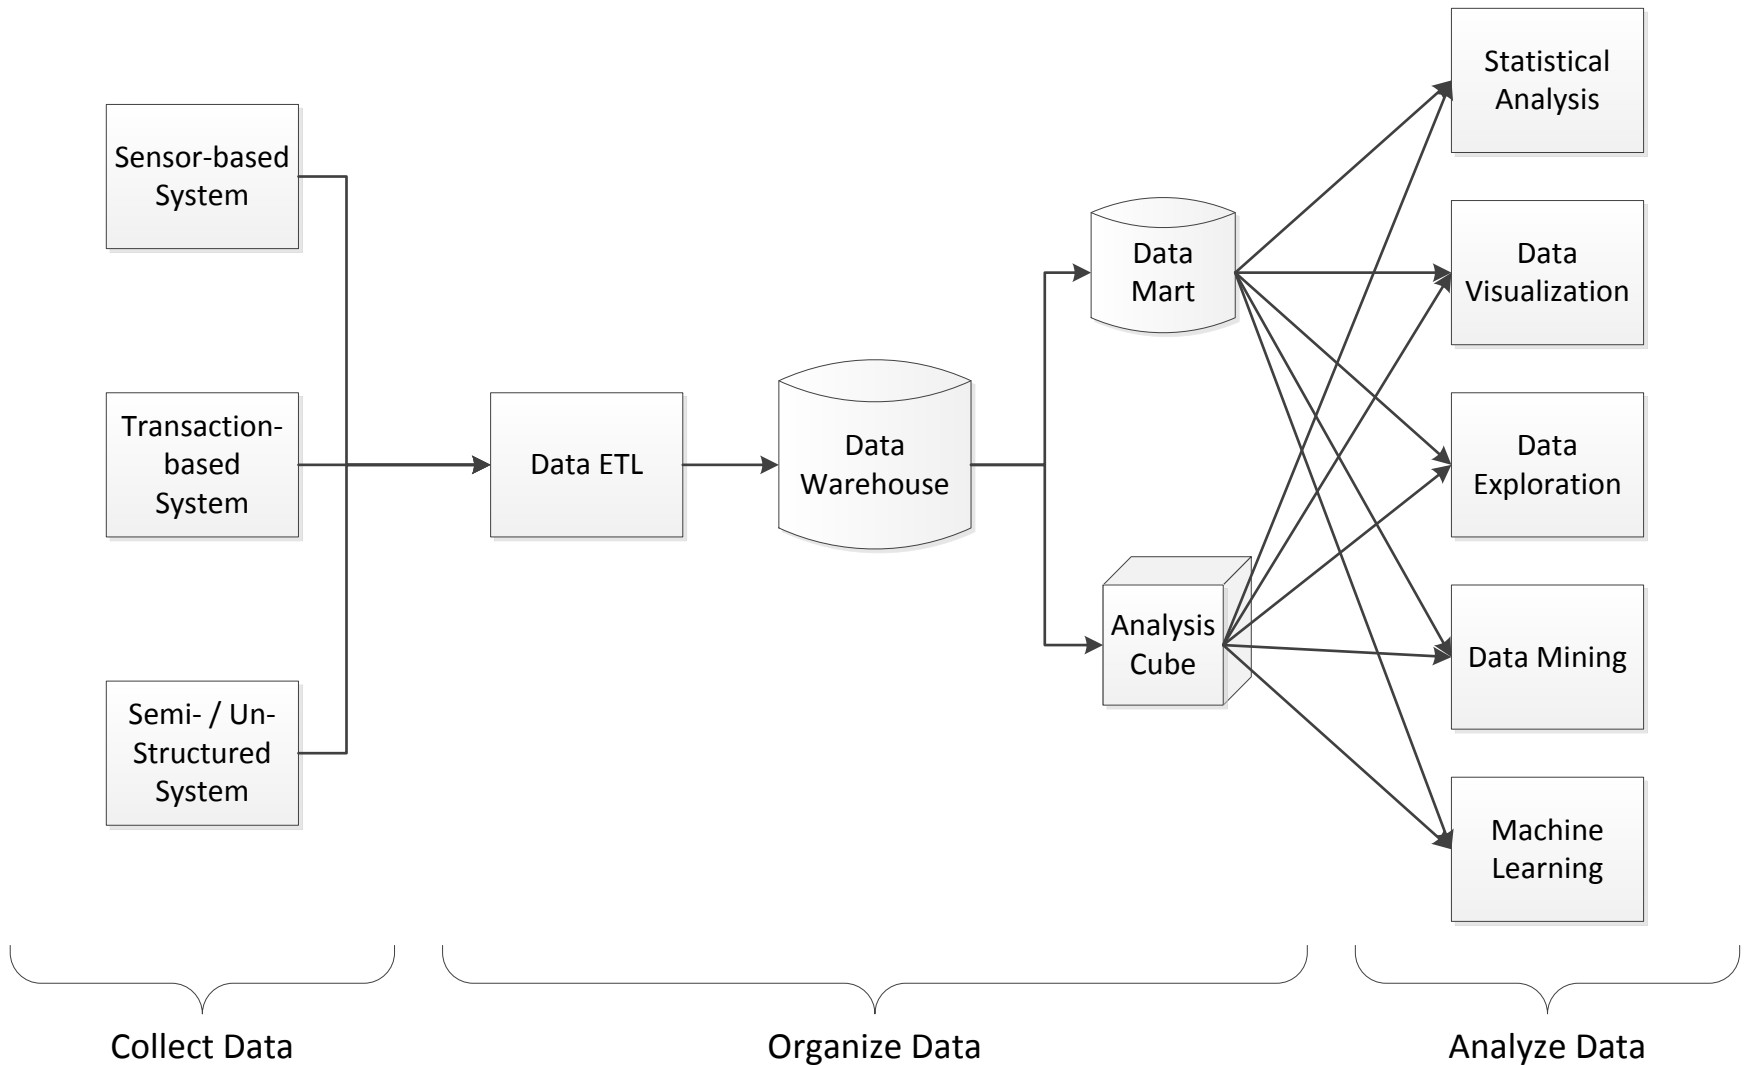 Sensor-based
System
Transaction-
based
System
Semi- / Un-
Structured
System
Data ETL
Data
Warehouse
Data
Mart
Analysis
Cube
Statistical
Analysis
Data
Visualization
Data
Exploration
Data Mining
Machine
Learning
Collect Data
Organize Data
Analyze Data